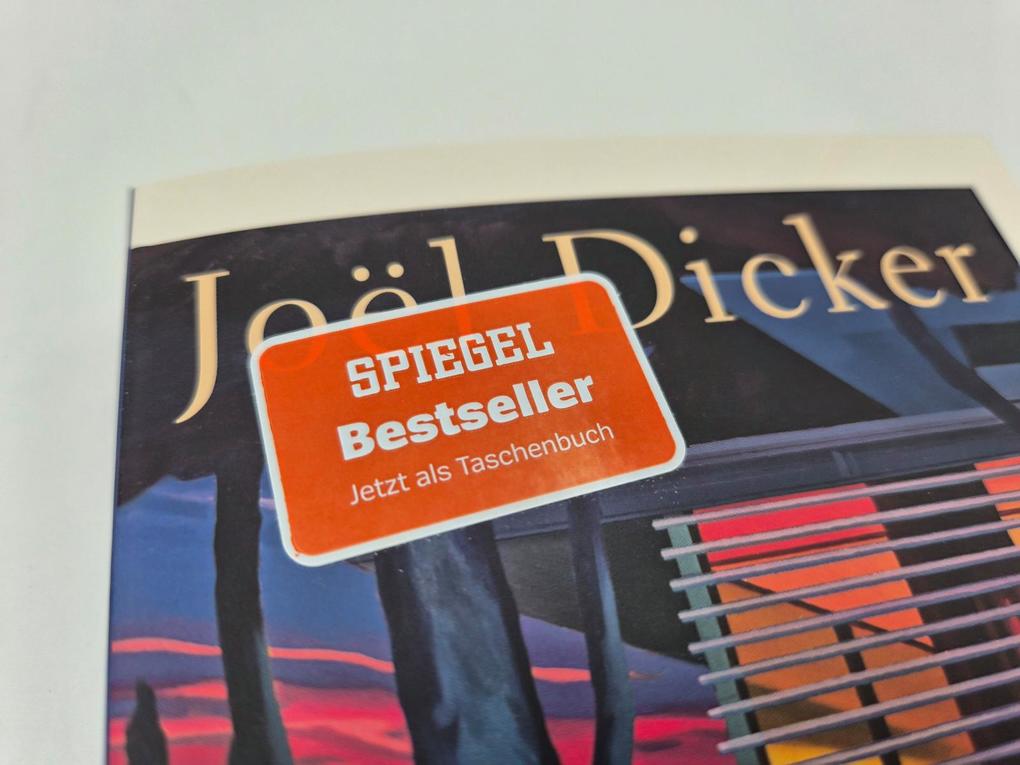 Joël Dicker
SPIEGEL
Bestseller
Jetzt als Taschenbuch